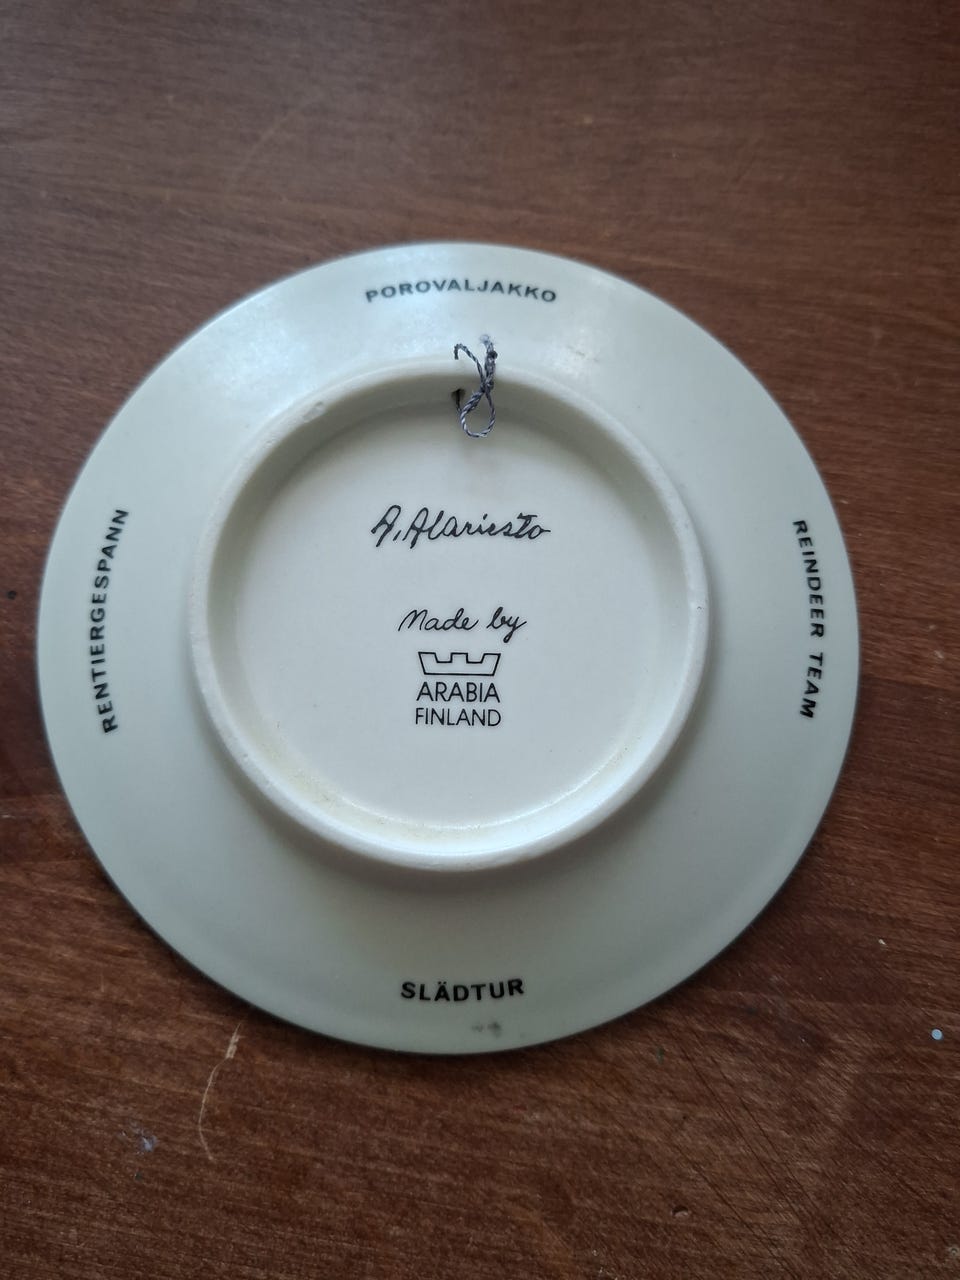 POROVALJAKKO
A. Alariesto
Made by
ARABIA
FINLAND
RENTIERGESPANN
REINDEER TEAM
SLÄDTUR